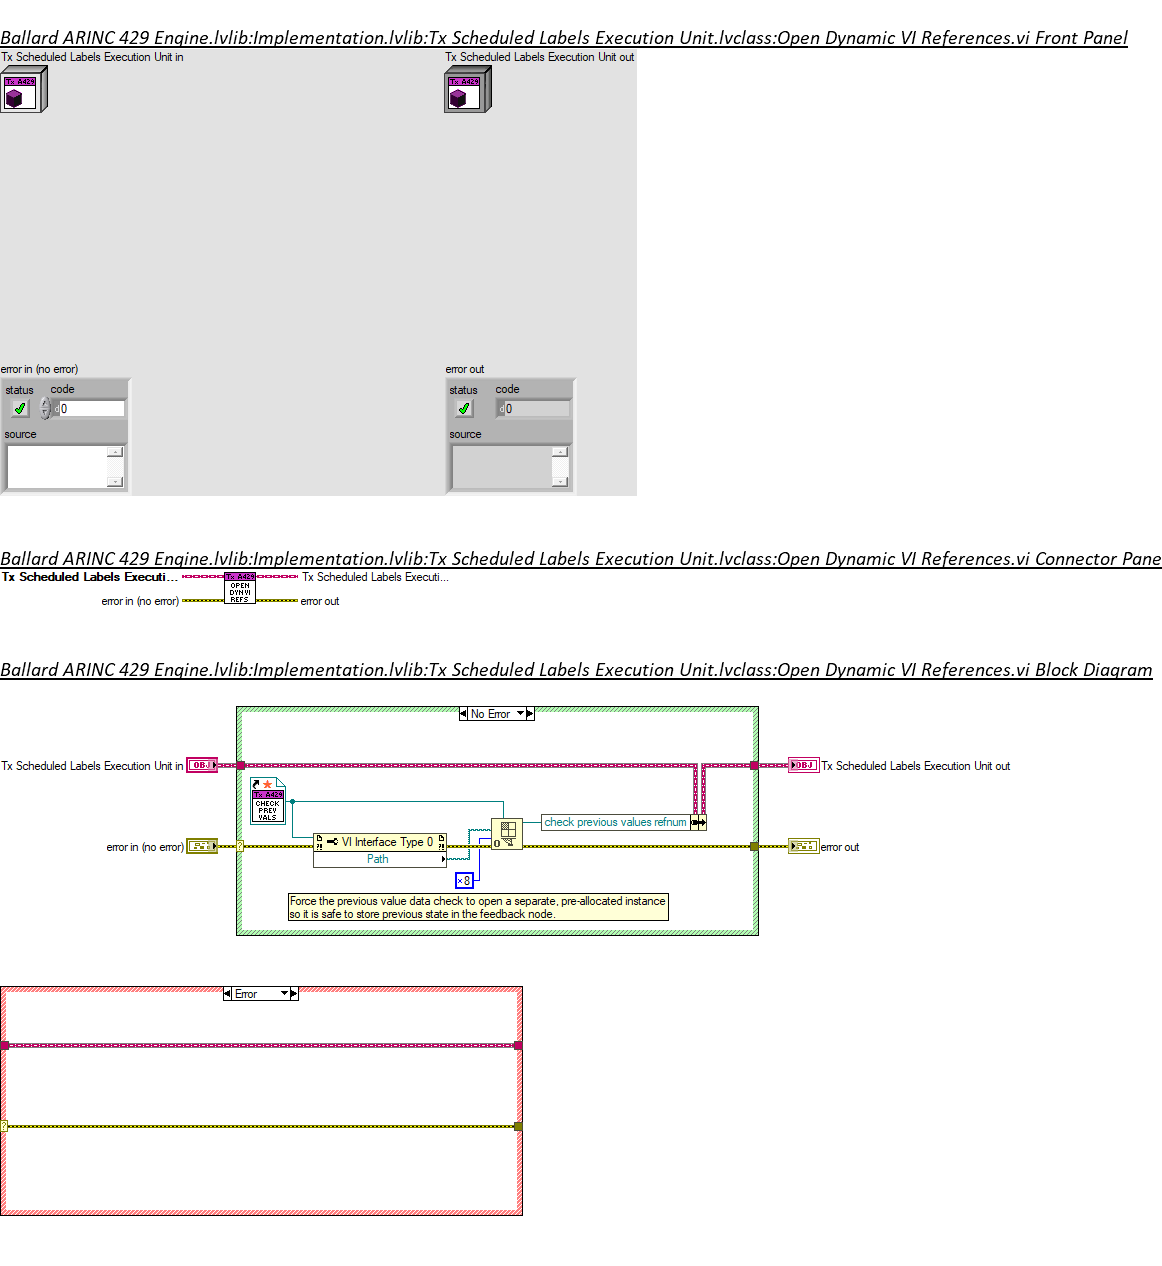 Ballard ARINC 429 Engine.lvlib:Implementation.lvlib:Tx Scheduled Labels Execution Unit.lvclass:Open Dynamic VI References.vi Front Panel
Tx Scheduled Labels Execution Unit in
Tx Scheduled Labels Execution Unit out
Tx A429
Tx A429
error in (no error)
error out
status code
status code
d 0
d 0
source
source
Ballard ARINC 429 Engine.lvlib:Implementation.lvlib:Tx Scheduled Labels Execution Unit.lvclass:Open Dynamic VI References.vi Connector Pane
Tx Scheduled Labels Executi...
Tx A429
Tx Scheduled Labels Executi...
OPEN
DYN VI
REFS
error in (no error)
error out
Ballard ARINC 429 Engine.lvlib:Implementation.lvlib:Tx Scheduled Labels Execution Unit.lvclass:Open Dynamic VI References.vi Block Diagram
No Error
Tx Scheduled Labels Execution Unit in
OBJ
OBJ
Tx Scheduled Labels Execution Unit out
Tx A429
CHECK
PREV
VALS
check previous values refnum
?!
VI Interface Type 0
?!
0
error in (no error)
?
error out
Path
×8
Force the previous value data check to open a separate, pre-allocated instance
so it is safe to store previous state in the feedback node.
Error
?